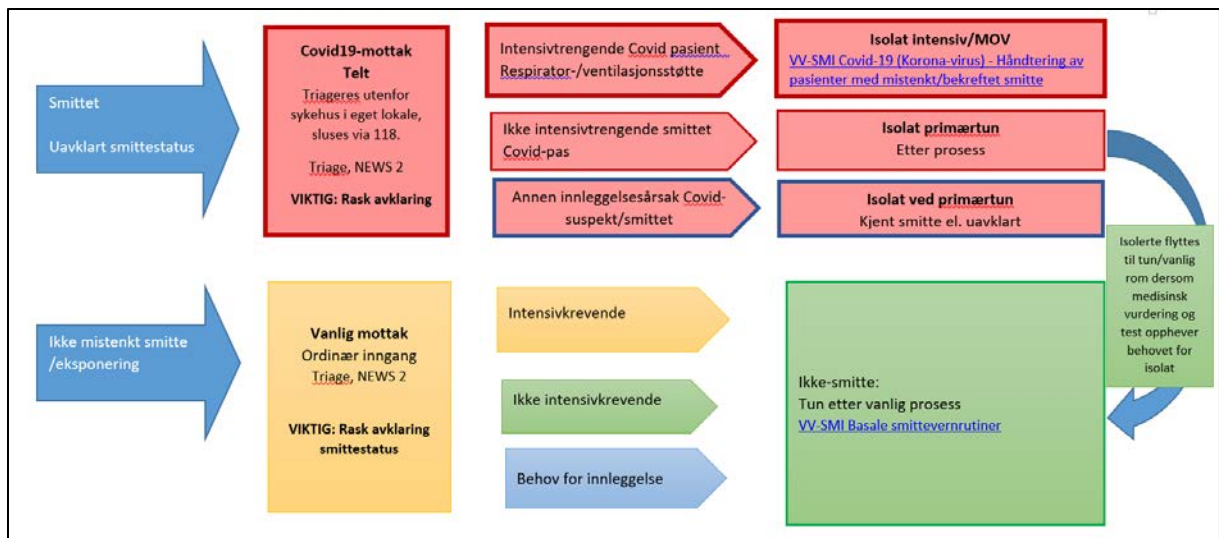 Smittet
Uavklart smittestatus
Covid19-mottak
Telt
Triageres utenfor
sykehus i eget lokale,
sluses via 118.
Triage, NEWS 2
VIKTIG: Rask avklaring
Intensivtrengende Covid pasient
Respirator-/ventilasjonsstøtte
Isolat intensiv/MOV
VV-SMI Covid-19 (Korona-virus) - Håndtering av
pasienter med mistenkt/bekreftet smitte
Ikke intensivtrengende smittet
Covid-pas
Isolat primærtun
Etter prosess
Annen innleggelsesårsak Covid-
suspekt/smittet
Isolat ved primærtun
Kjent smitte el. uavklart
Isolerte flyttes
til tun/vanlig
rom dersom
medisinsk
vurdering og
test opphever
behovet for
isolat
Ikke mistenkt smitte
/eksponering
Vanlig mottak
Ordinær inngang
Triage, NEWS 2
VIKTIG: Rask avklaring
smittestatus
Intensivkrevende
Ikke intensivkrevende
Behov for innleggelse
Ikke-smitte:
Tun etter vanlig prosess
VV-SMI Basale smittevernrutiner